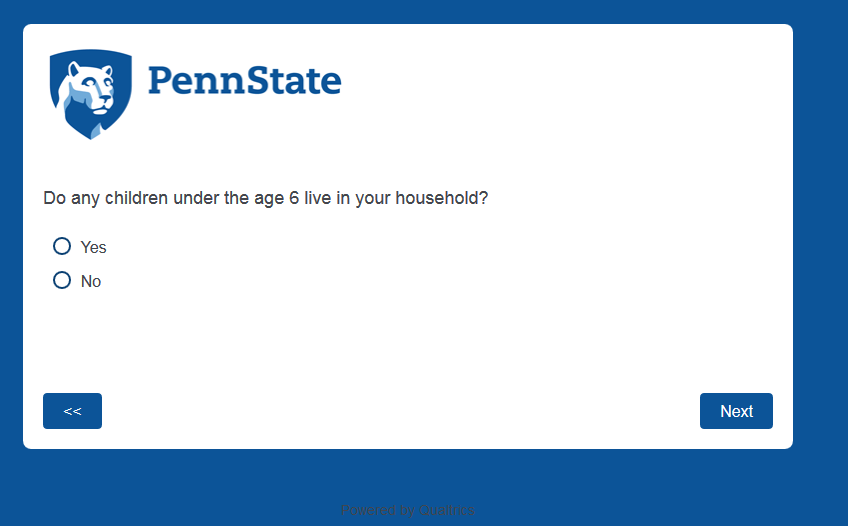 PennState
Do any children under the age 6 live in your household?
Yes
No
<<
Next
Powered by Qualtrics